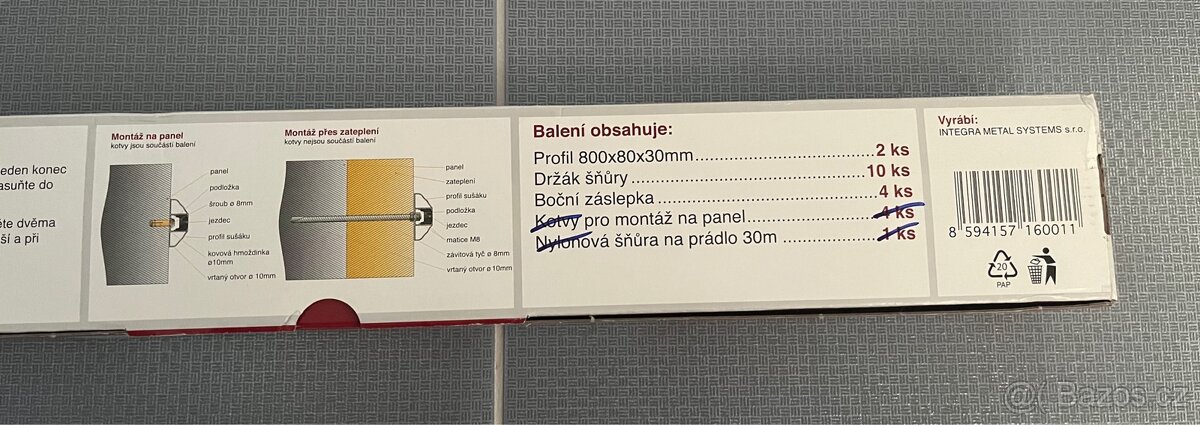 eden konec
asuňte do
ěte dvěma
ší a při
Montáž na panel
kotvy jsou součástí balení
panel
podložka
šroub ø 8mm
jezdec
profil sušáku
kovová hmoždinka
ø10mm
vrtaný otvor ø 10mm
Montáž přes zateplení
kotvy nejsou součástí balení
panel
zateplení
profil sušáku
podložka
jezdec
matice M8
závitová tyč ø 8mm
vrtaný otvor ø 10mm
Balení obsahuje:
Profil 800x80x30mm 2 ks
Držák šňůry 10 ks
Boční záslepka 4 ks
Kotvy pro montáž na panel 4 ks
Nylonová šňůra na prádlo 30m 1 ks
Vyrábí:
INTEGRA METAL SYSTEMS s.r.o.
8 594157 160011
20
PAP
@( Bazos.cz